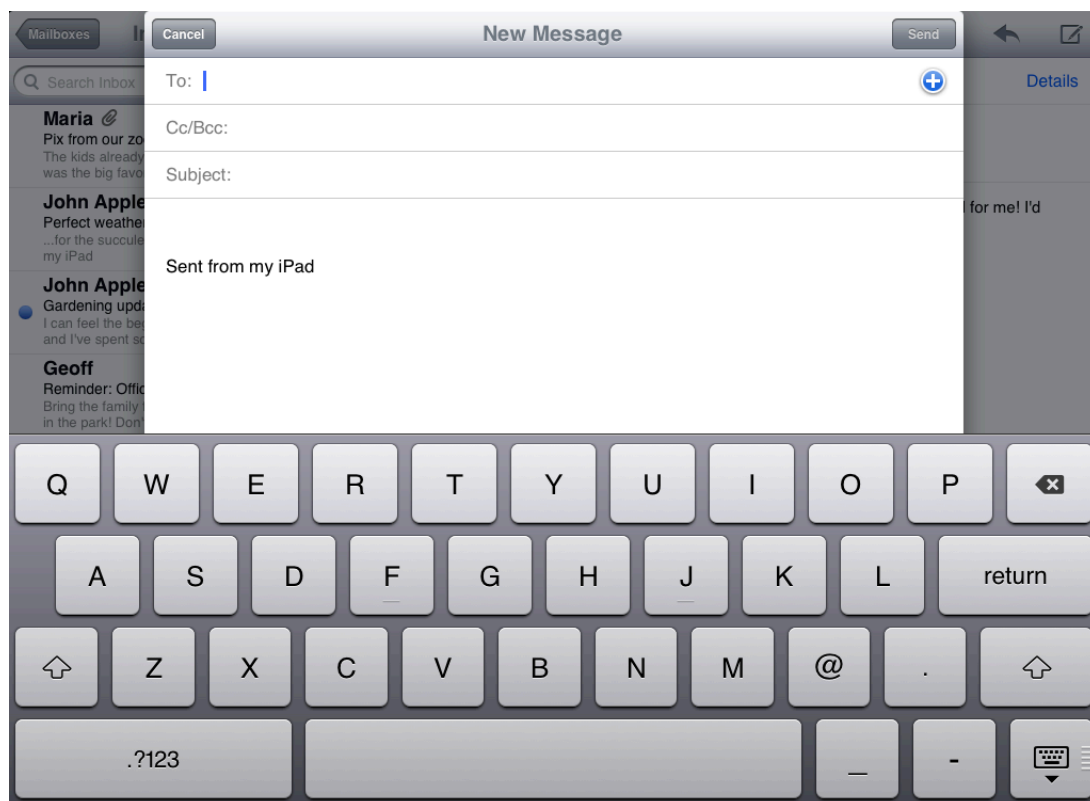 Mailboxes
Cancel
New Message
Send
Search Inbox
To:
Details
Maria
Pix from our zo
The kids already
was the big favo
Cc/Bcc:
Subject:
John Apple
Perfect weathe
...for the succule
my iPad
for me! I'd
Sent from my iPad
John Apple
Gardening upda
I can feel the be
and I've spent so
Geoff
Reminder: Offic
Bring the family
in the park! Don'
Q W E R T Y U I O P
A S D F G H J K L return
Z X C V B N M @ .
.?123 _ -